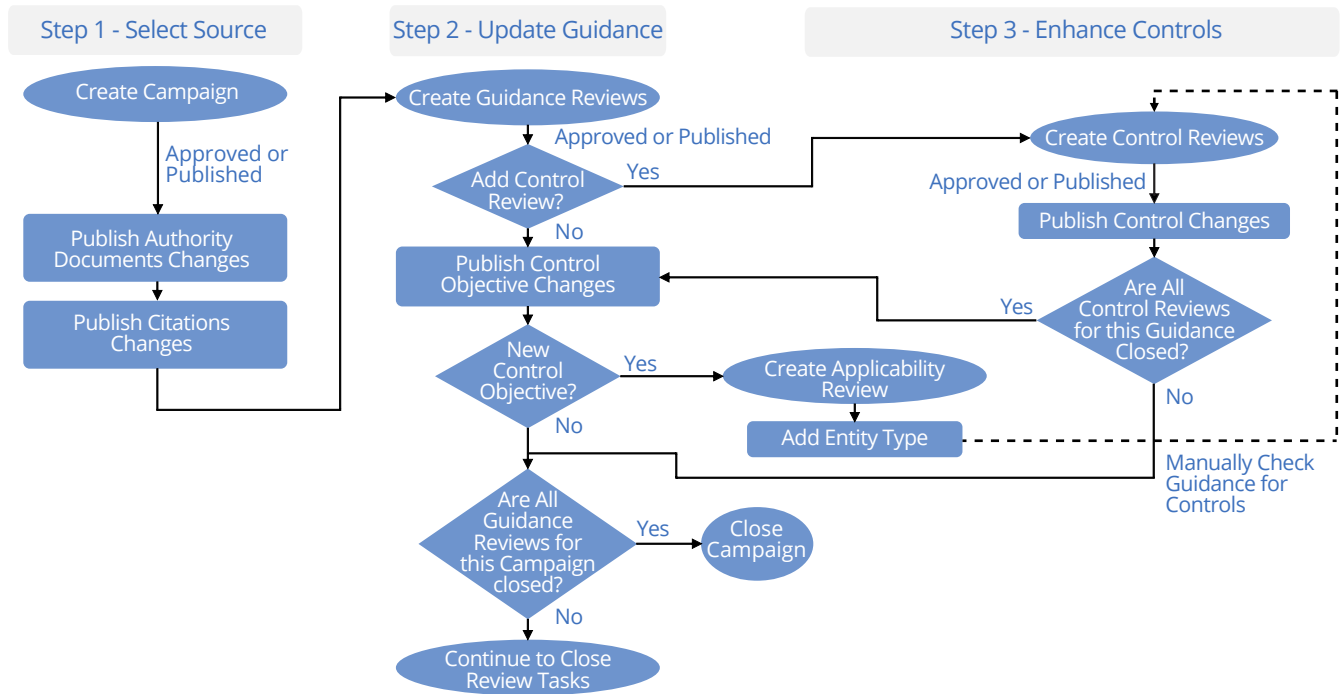 Step 1 - Select Source
Create Campaign
Approved or
Published
Publish Authority
Documents Changes
Publish Citations
Changes
Step 2 - Update Guidance
Create Guidance Reviews
Approved or Published
Add Control
Review?
Yes
No
Publish Control
Objective Changes
New
Control
Objective?
Yes
No
Create Applicability
Review
Add Entity Type
Are All
Guidance
Reviews for
this Campaign
closed?
Yes
Close
Campaign
No
Continue to Close
Review Tasks
Step 3 - Enhance Controls
Create Control Reviews
Approved or Published
Publish Control Changes
Are All
Control Reviews
for this Guidance
Closed?
Yes
No
Manually Check
Guidance for
Controls